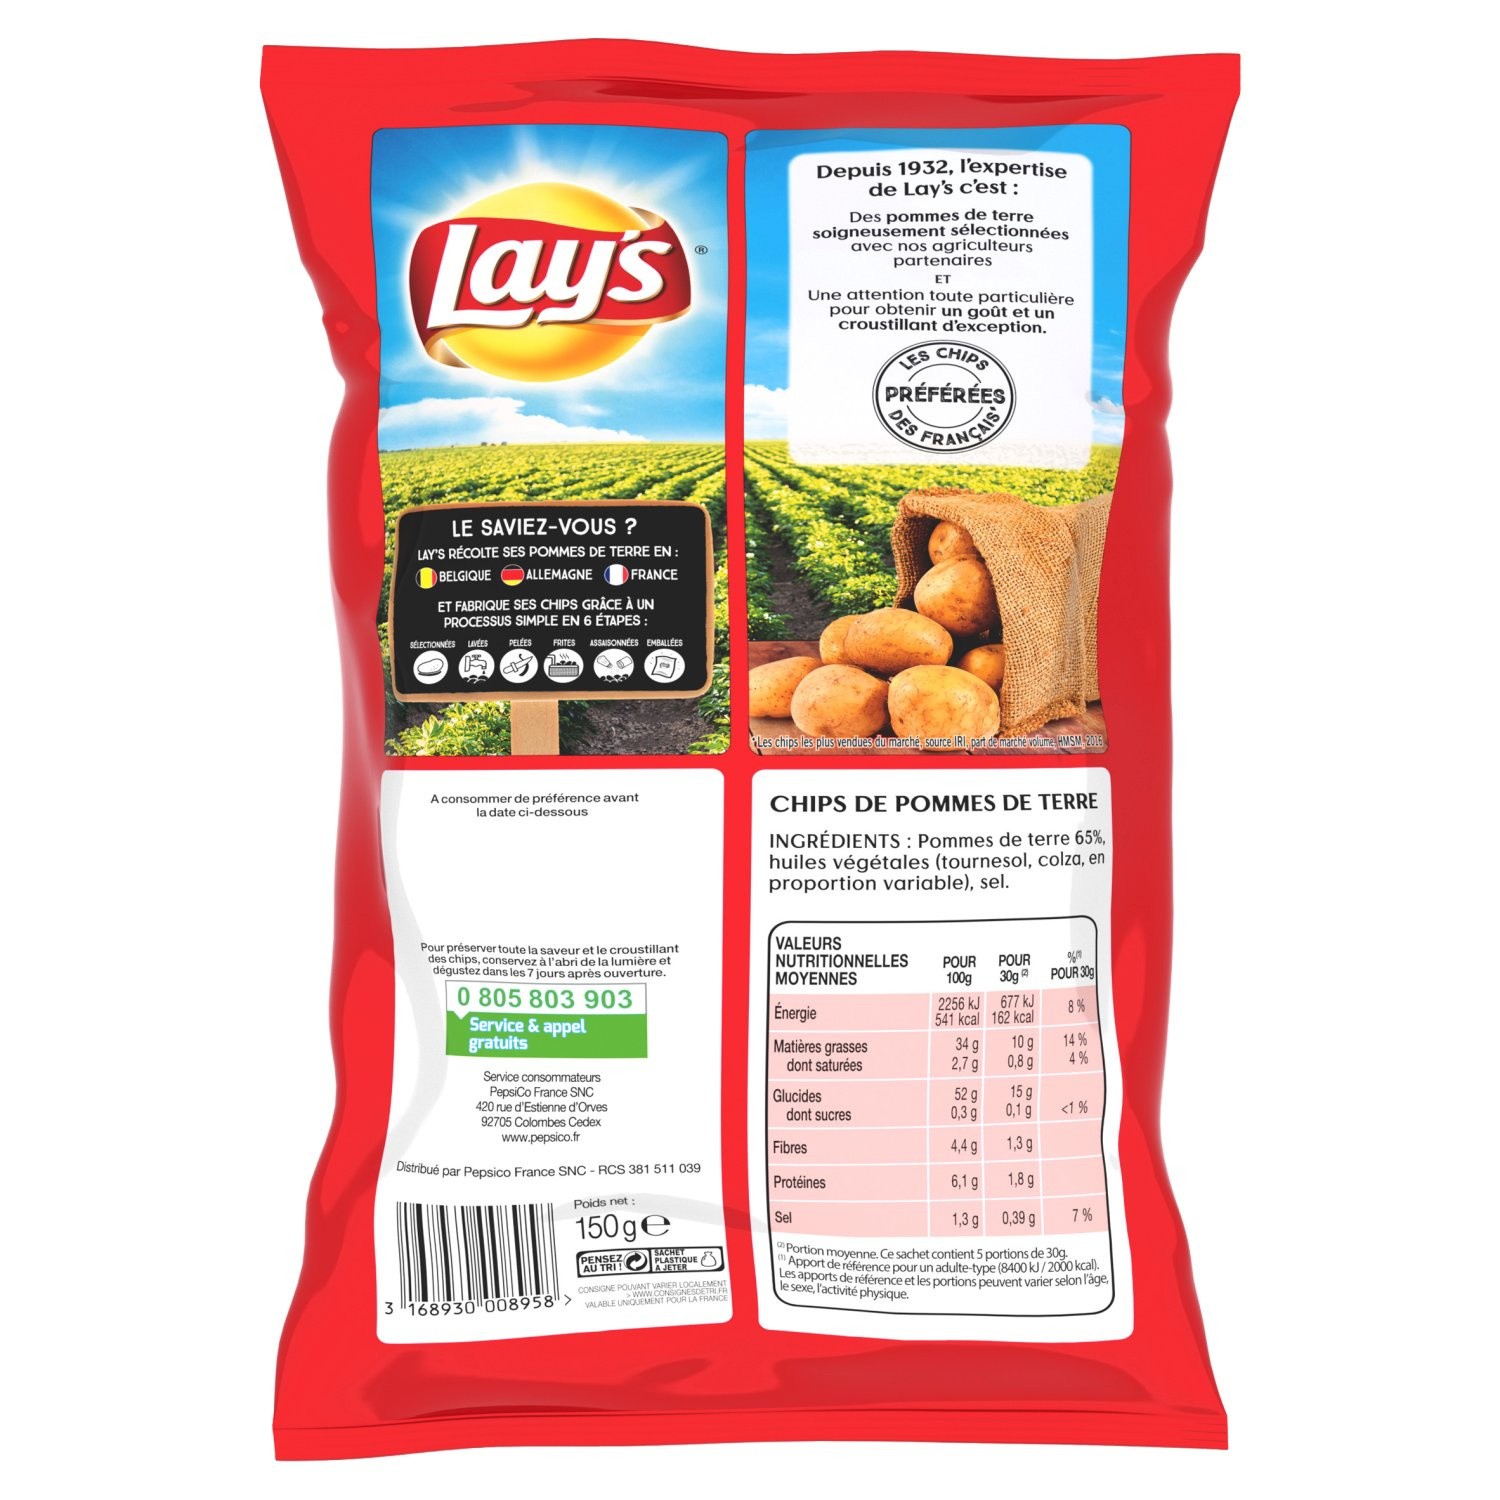 Lay's ®
LE SAVIEZ-VOUS ?
LAY'S RÉCOLTE SES POMMES DE TERRE EN :
BELGIQUE ALLEMAGNE FRANCE
ET FABRIQUE SES CHIPS GRÂCE À UN
PROCESSUS SIMPLE EN 6 ÉTAPES :
SÉLECTIONNÉES LAVÉES PELÉES FRITES ASSAISONNÉES EMBALLÉES
Depuis 1932, l'expertise
de Lay's c'est :
Des pommes de terre
soigneusement sélectionnées
avec nos agriculteurs
partenaires
ET
Une attention toute particulière
pour obtenir un goût et un
croustillant d'exception.
LES CHIPS
PRÉFÉRÉES
DES FRANÇAIS*
*Les chips les plus vendues du marché, source IRI, part de marché volume, HMSM, 2016
A consommer de préférence avant
la date ci-dessous
Pour préserver toute la saveur et le croustillant
des chips, conservez à l'abri de la lumière et
dégustez dans les 7 jours après ouverture.
0 805 803 903
Service & appel
gratuits
Service consommateurs
PepsiCo France SNC
420 rue d'Estienne d'Orves
92705 Colombes Cedex
www.pepsico.fr
Distribué par Pepsico France SNC - RCS 381 511 039
3 168930 008958 >
Poids net :
150 g e
PENSEZ
AU TRI !
SACHET
PLASTIQUE
À JETER
CONSIGNE POUVANT VARIER LOCALEMENT
> WWW.CONSIGNESDETRI.FR
VALABLE UNIQUEMENT POUR LA FRANCE
CHIPS DE POMMES DE TERRE
INGRÉDIENTS : Pommes de terre 65%,
huiles végétales (tournesol, colza, en
proportion variable), sel.
VALEURS
NUTRITIONNELLES
MOYENNES
POUR
100g
POUR
30g (2)
%(1)
POUR 30g
Énergie 2256 kJ 677 kJ 8 %
541 kcal 162 kcal
Matières grasses 34 g 10 g 14 %
dont saturées 2,7 g 0,8 g 4 %
Glucides 52 g 15 g
dont sucres 0,3 g 0,1 g <1 %
Fibres 4,4 g 1,3 g
Protéines 6,1 g 1,8 g
Sel 1,3 g 0,39 g 7 %
(2) Portion moyenne. Ce sachet contient 5 portions de 30g.
(1) Apport de référence pour un adulte-type (8400 kJ / 2000 kcal).
Les apports de référence et les portions peuvent varier selon l'âge,
le sexe, l'activité physique.